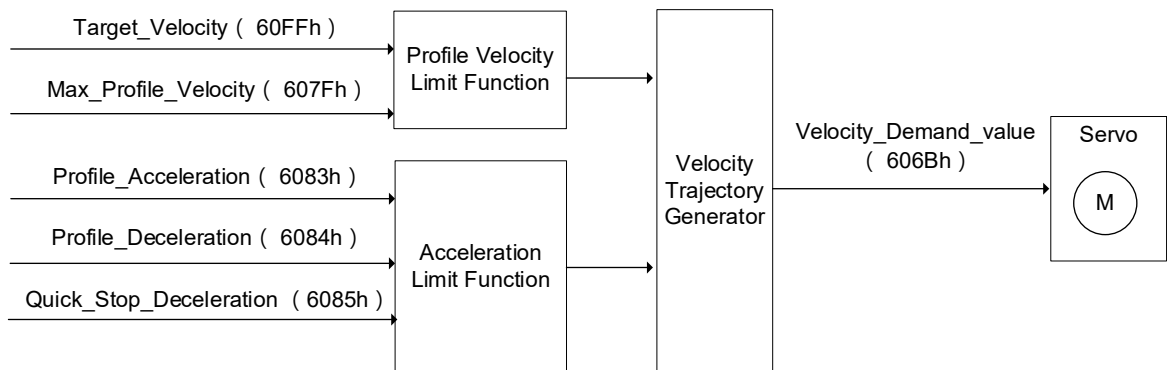 Target_Velocity ( 60FFh )
Max_Profile_Velocity ( 607Fh )
Profile Velocity
Limit Function
Profile_Acceleration ( 6083h )
Profile_Deceleration ( 6084h )
Quick_Stop_Deceleration ( 6085h )
Acceleration
Limit Function
Velocity
Trajectory
Generator
Velocity_Demand_value
( 606Bh )
Servo
M